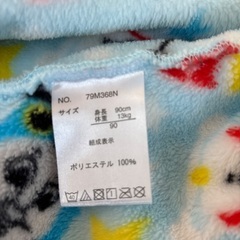 NO. 79M368N
サイズ 身長 90cm
体重 13kg
90
組成表示
ポリエステル 100%